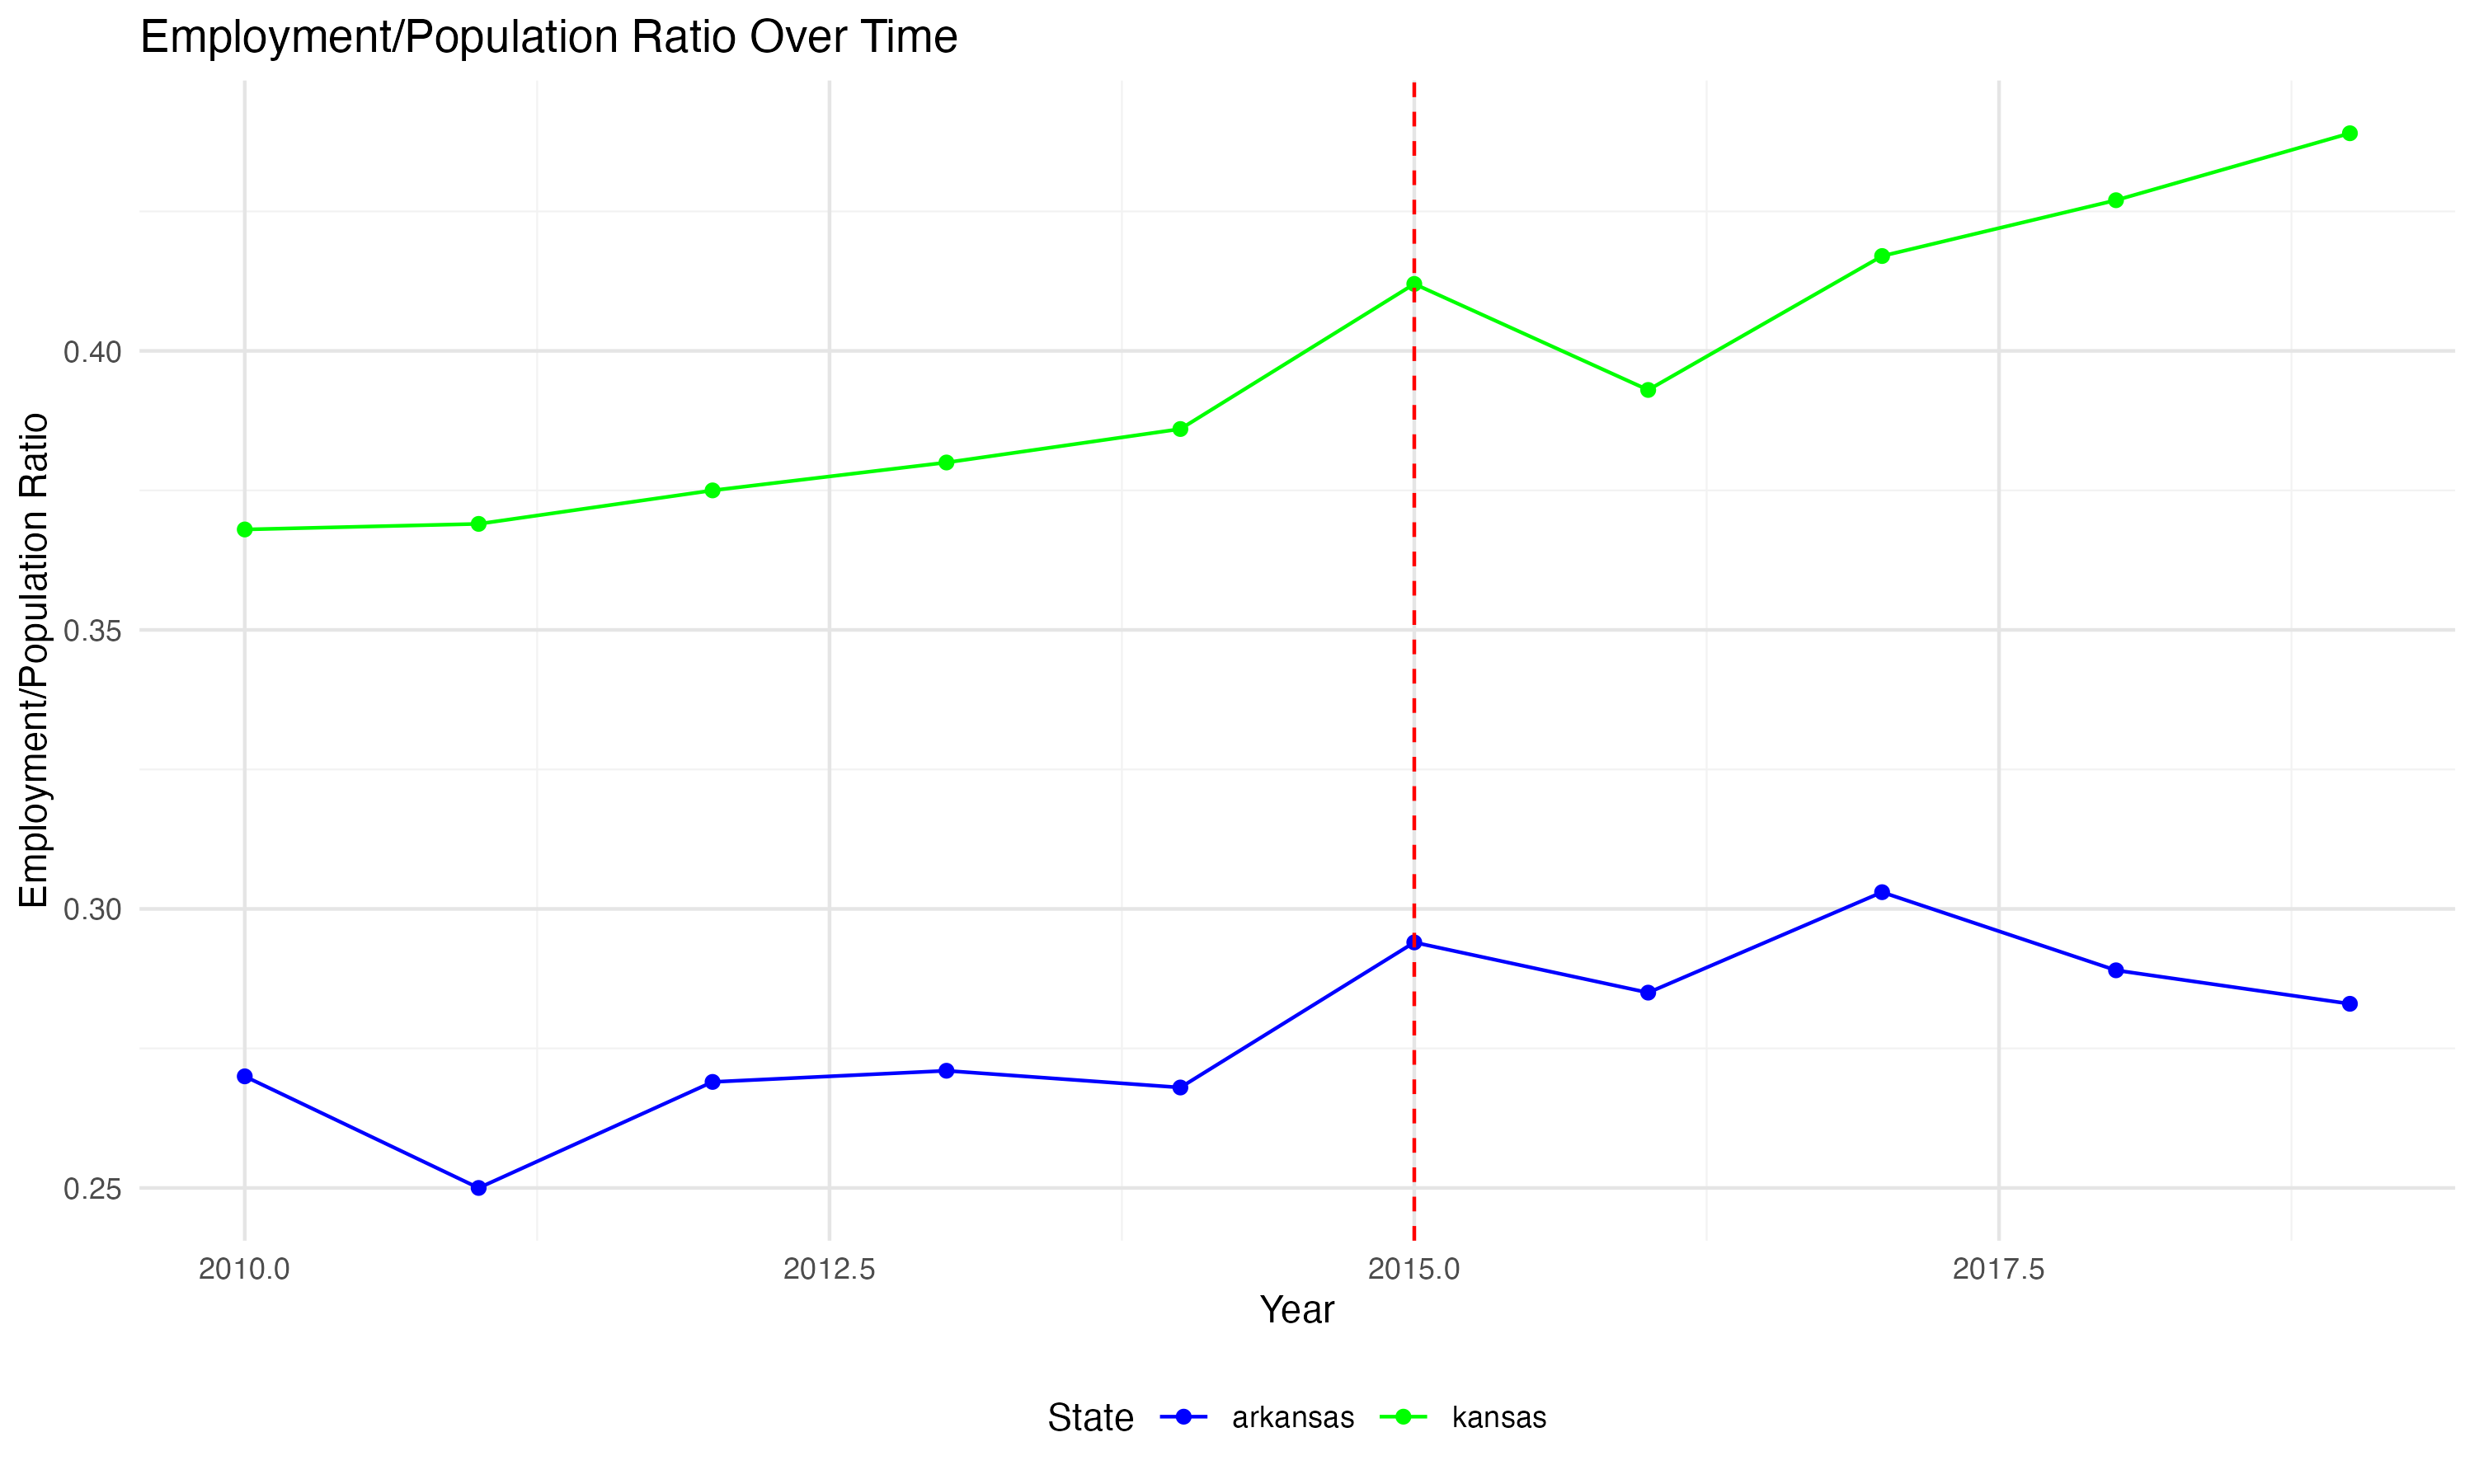 Employment/Population Ratio Over Time
Employment/Population Ratio
0.40
0.35
0.30
0.25
2010.0 2012.5 2015.0 2017.5
Year
State arkansas kansas